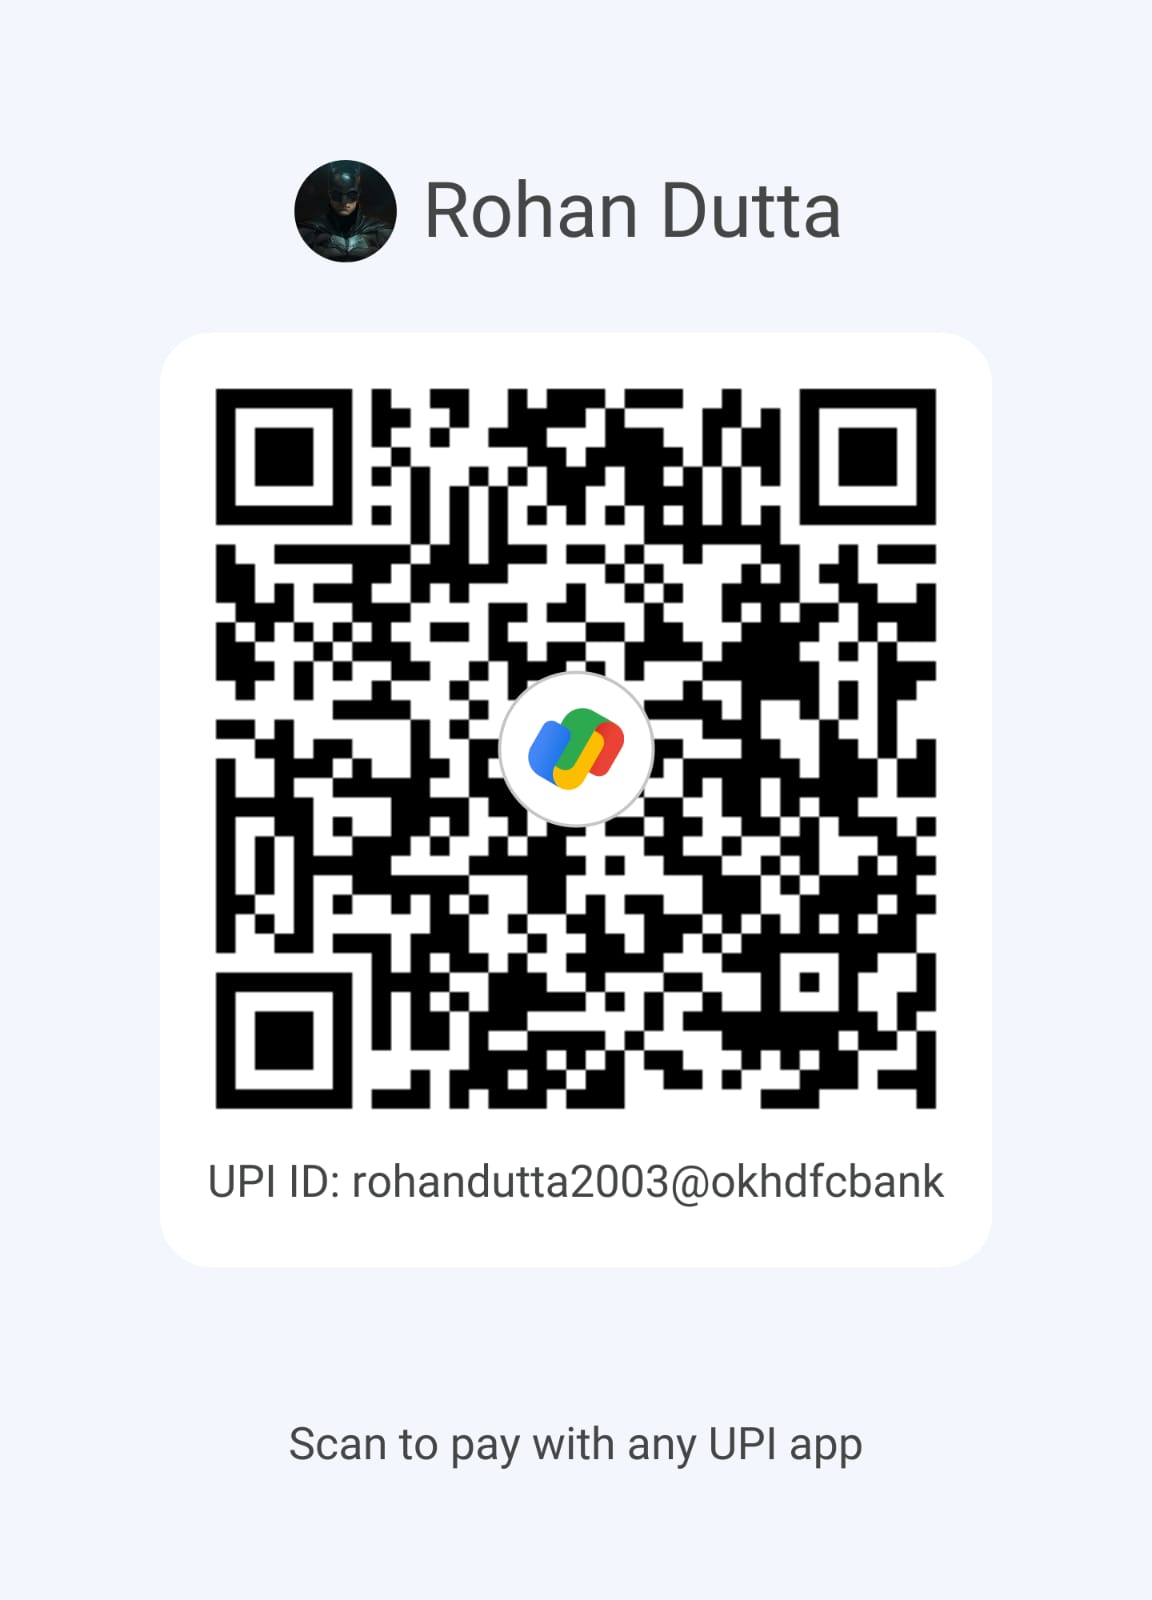 Rohan Dutta
UPI ID: rohandutta2003@okhdfcbank
Scan to pay with any UPI app